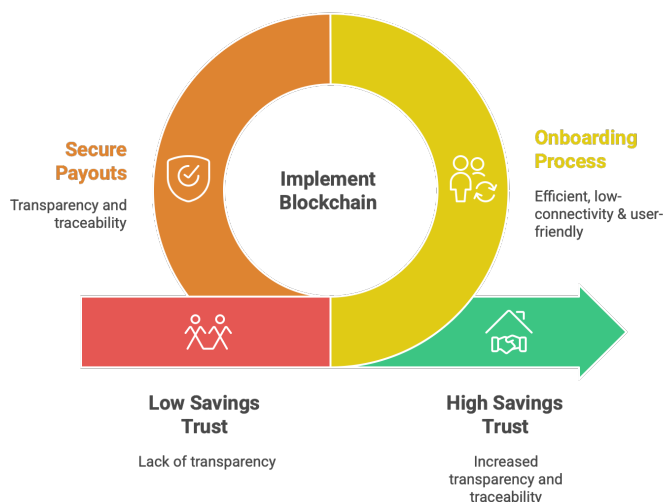 Secure
Payouts
Transparency and
traceability
Implement
Blockchain
Onboarding
Process
Efficient, low-
connectivity & user-
friendly
Low Savings
Trust
Lack of transparency
High Savings
Trust
Increased
transparency and
traceability